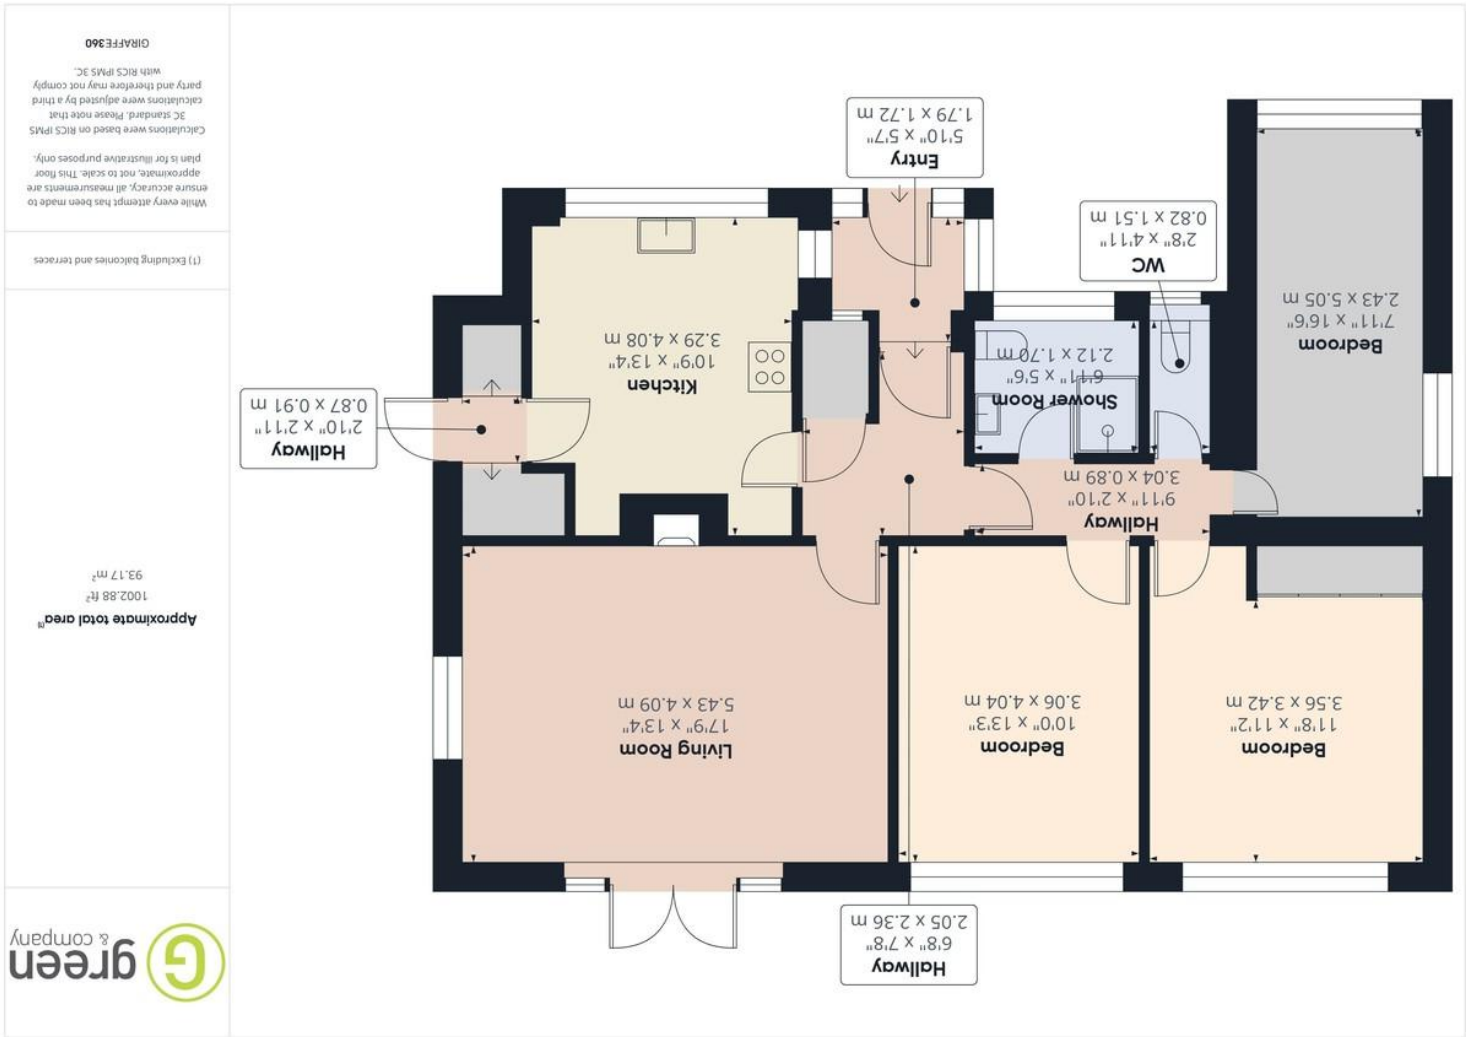 green
& company
Approximate total area⁽¹⁾
1002.88 ft²
93.17 m²
(1) Excluding balconies and terraces
While every attempt has been made to
ensure accuracy, all measurements are
approximate, not to scale. This floor
plan is for illustrative purposes only.
Calculations were based on RICS IPMS
3C standard. Please note that
calculations were adjusted by a third
party and therefore may not comply
with RICS IPMS 3C.
GIRAFFE360
Hallway
6'8" x 7'8"
2.05 x 2.36 m
Bedroom
11'8" x 11'2"
3.56 x 3.42 m
Bedroom
10'0" x 13'3"
3.06 x 4.04 m
Living Room
17'9" x 13'4"
5.43 x 4.09 m
Hallway
9'11" x 2'10"
3.04 x 0.89 m
Hallway
2'10" x 2'11"
0.87 x 0.91 m
Shower Room
6'11" x 5'6"
2.12 x 1.70 m
Kitchen
10'9" x 13'4"
3.29 x 4.08 m
Bedroom
7'11" x 16'6"
2.43 x 5.05 m
WC
2'8" x 4'11"
0.82 x 1.51 m
Entry
5'10" x 5'7"
1.79 x 1.72 m